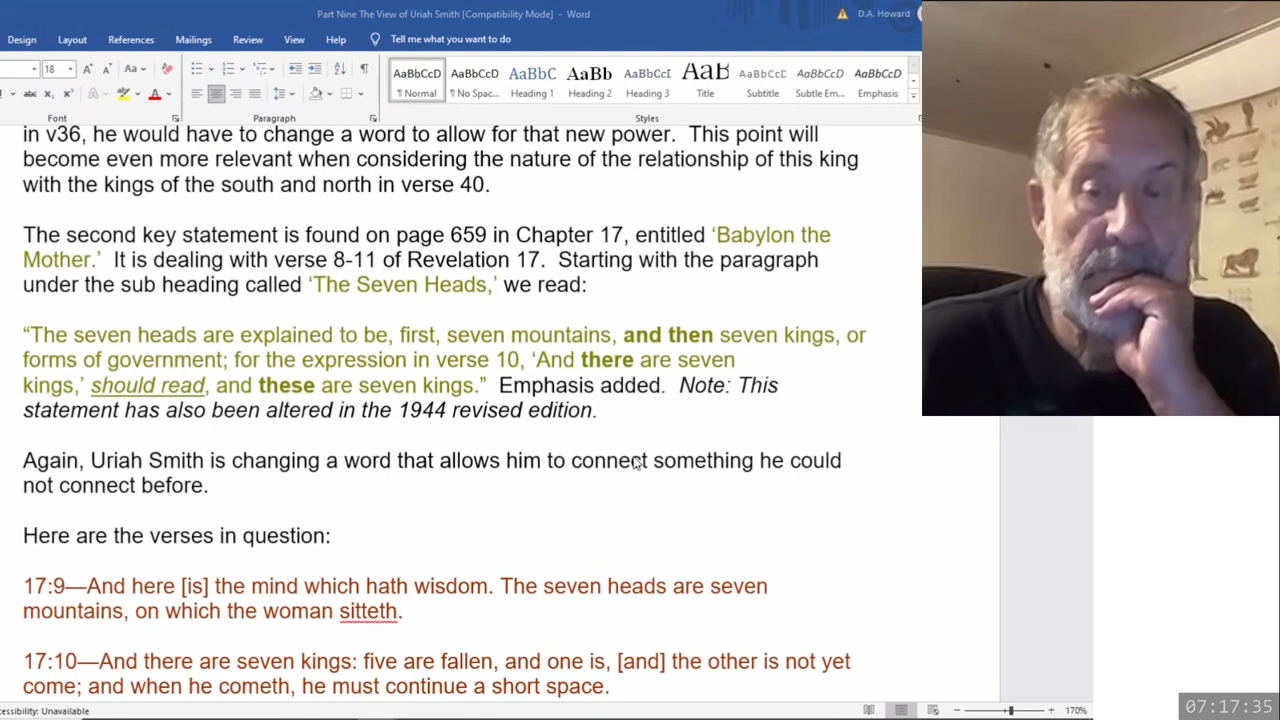 Part Nine The View of Uriah Smith [Compatibility Mode] - Word
D.A. Howard
Design Layout References Mailings Review View Help Tell me what you want to do
18 Aa
AaBbCcD AaBbCcD AaBbC AaBb AaBbCcI AaB AaBbCcD AaBbCcD AaBbCcD
¶ Normal ¶ No Spac... Heading 1 Heading 2 Heading 3 Title Subtitle Subtle Em... Emphasis
Font Paragraph Styles
in v36, he would have to change a word to allow for that new power. This point will
become even more relevant when considering the nature of the relationship of this king
with the kings of the south and north in verse 40.
The second key statement is found on page 659 in Chapter 17, entitled ‘Babylon the
Mother.’ It is dealing with verse 8-11 of Revelation 17. Starting with the paragraph
under the sub heading called ‘The Seven Heads,’ we read:
“The seven heads are explained to be, first, seven mountains, and then seven kings, or
forms of government; for the expression in verse 10, ‘And there are seven
kings,’ should read, and these are seven kings.” Emphasis added. Note: This
statement has also been altered in the 1944 revised edition.
Again, Uriah Smith is changing a word that allows him to connect something he could
not connect before.
Here are the verses in question:
17:9—And here [is] the mind which hath wisdom. The seven heads are seven
mountains, on which the woman sitteth.
17:10—And there are seven kings: five are fallen, and one is, [and] the other is not yet
come; and when he cometh, he must continue a short space.
ccessibility: Unavailable
170%
07:17:35